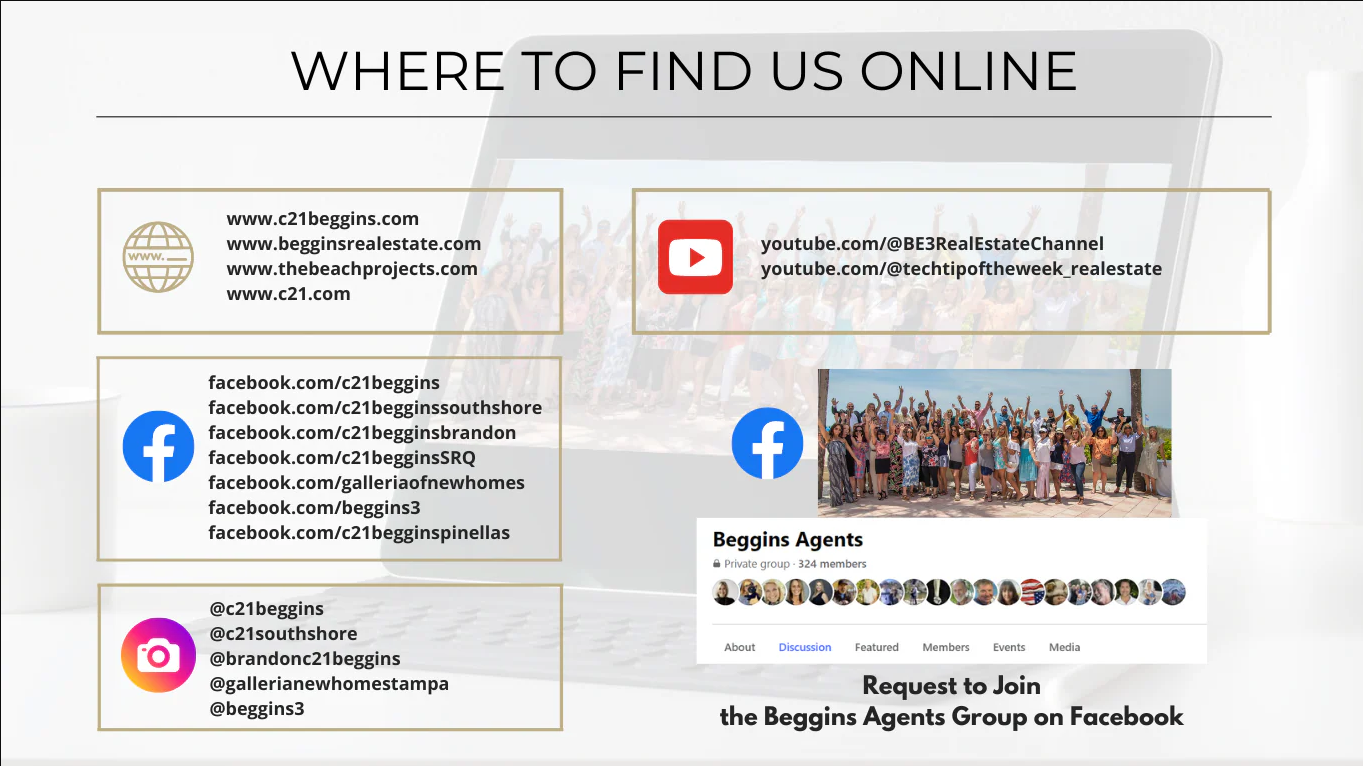 WHERE TO FIND US ONLINE
www.
www.c21beggins.com
www.begginsrealestate.com
www.thebeachprojects.com
www.c21.com
youtube.com/@BE3RealEstateChannel
youtube.com/@techtipoftheweek_realestate
facebook.com/c21beggins
facebook.com/c21begginssouthshore
facebook.com/c21begginsbrandon
facebook.com/c21begginsSRQ
facebook.com/galleriaofnewhomes
facebook.com/beggins3
facebook.com/c21begginspinellas
@c21beggins
@c21southshore
@brandonc21beggins
@gallerianewhomestampa
@beggins3
Beggins Agents
Private group · 324 members
About Discussion Featured Members Events Media
Request to Join
the Beggins Agents Group on Facebook